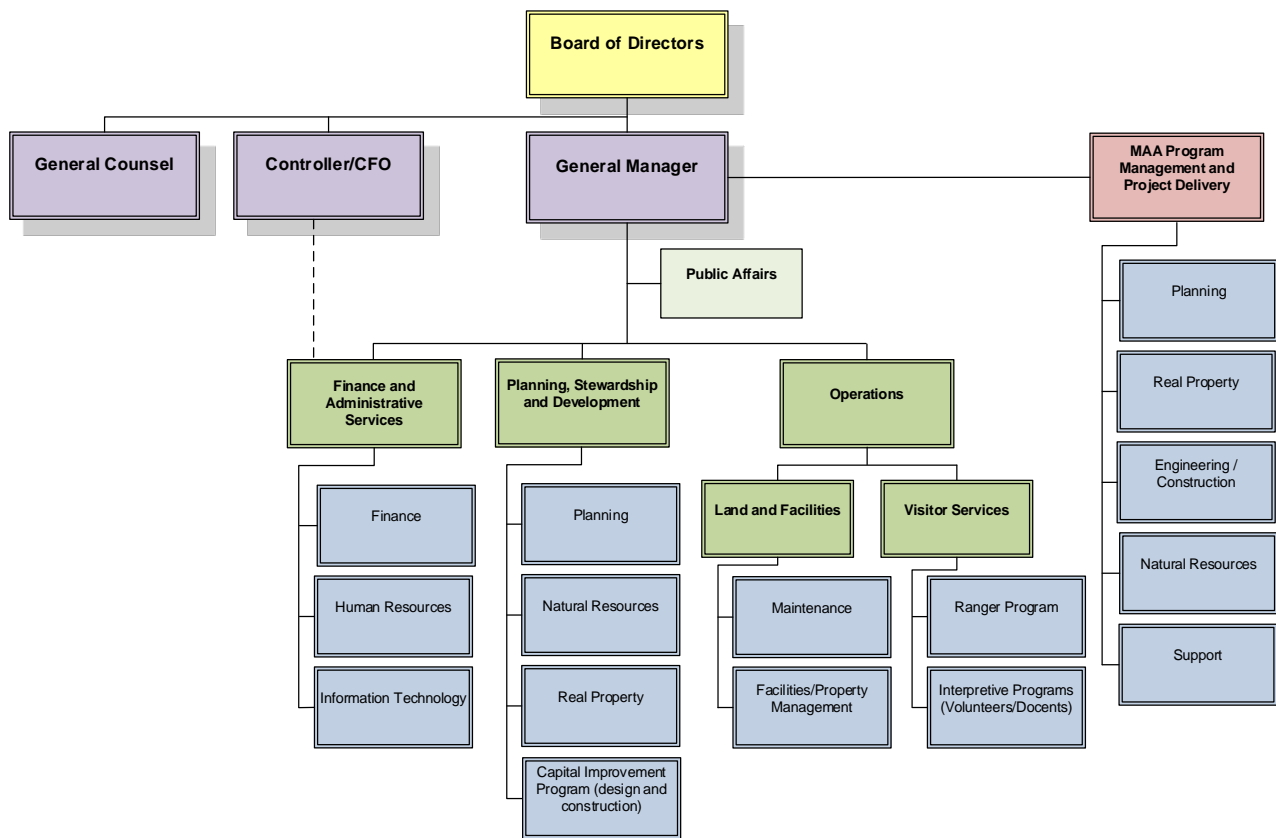 Board of Directors
General Counsel
Controller/CFO
General Manager
MAA Program
Management and
Project Delivery
Public Affairs
Finance and
Administrative
Services
Planning, Stewardship
and Development
Operations
Land and Facilities
Visitor Services
Finance
Human Resources
Information Technology
Planning
Natural Resources
Real Property
Capital Improvement
Program (design and
construction)
Maintenance
Facilities/Property
Management
Ranger Program
Interpretive Programs
(Volunteers/Docents)
Planning
Real Property
Engineering /
Construction
Natural Resources
Support